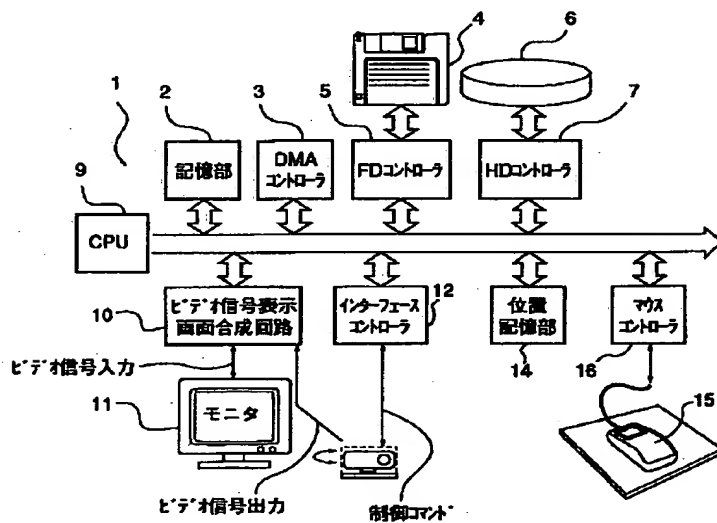 4
6
1
2
3
5
7
記憶部
DMA
コントローラ
FDコントローラ
HDコントローラ
9
CPU
10
ビデオ信号表示
画面合成回路
インターフェース
コントローラ
12
位置
記憶部
14
マウス
コントローラ
16
ビデオ信号入力
11
モニタ
15
ビデオ信号出力
制御コマンド